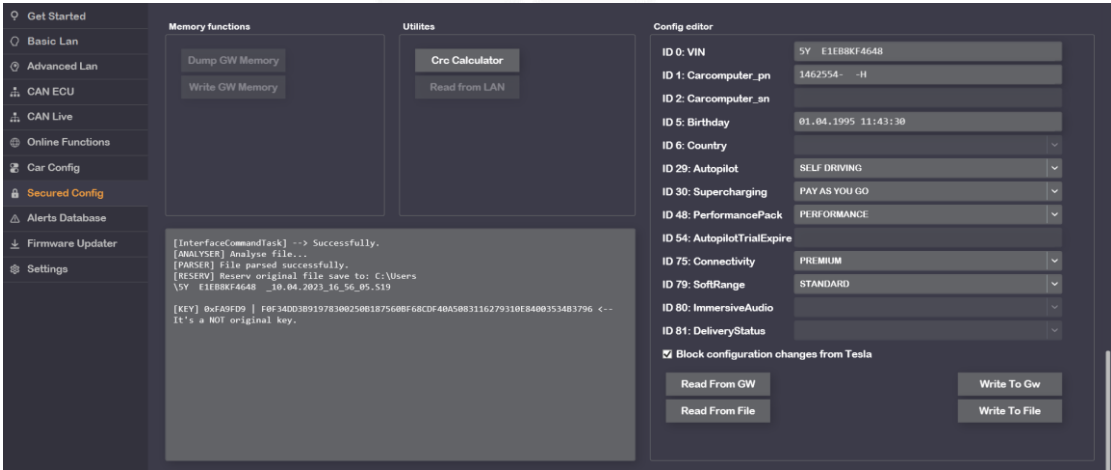 Get Started
Basic Lan
Advanced Lan
CAN ECU
CAN Live
Online Functions
Car Config
Secured Config
Alerts Database
Firmware Updater
Settings
Memory functions
Dump GW Memory
Write GW Memory
Utilites
Crc Calculator
Read from LAN
[InterfaceCommandTask] --> Successfully.
[ANALYSER] Analyse file...
[PARSER] File parsed successfully.
[RESERV] Reserv original file save to: C:\Users
\5Y E1EB8KF4648 _10.04.2023_16_56_05.S19
[KEY] 0xFA9FD9 | F0F34DD3B91978300250B187560BF68CDF40A5083116279310E84003534B3796 <--
It's a NOT original key.
Config editor
ID 0: VIN 5Y E1EB8KF4648
ID 1: Carcomputer_pn 1462554- -H
ID 2: Carcomputer_sn
ID 5: Birthday 01.04.1995 11:43:30
ID 6: Country
ID 29: Autopilot SELF DRIVING
ID 30: Supercharging PAY AS YOU GO
ID 48: PerformancePack PERFORMANCE
ID 54: AutopilotTrialExpire
ID 75: Connectivity PREMIUM
ID 79: SoftRange STANDARD
ID 80: ImmersiveAudio
ID 81: DeliveryStatus
Block configuration changes from Tesla
Read From GW Write To Gw
Read From File Write To File